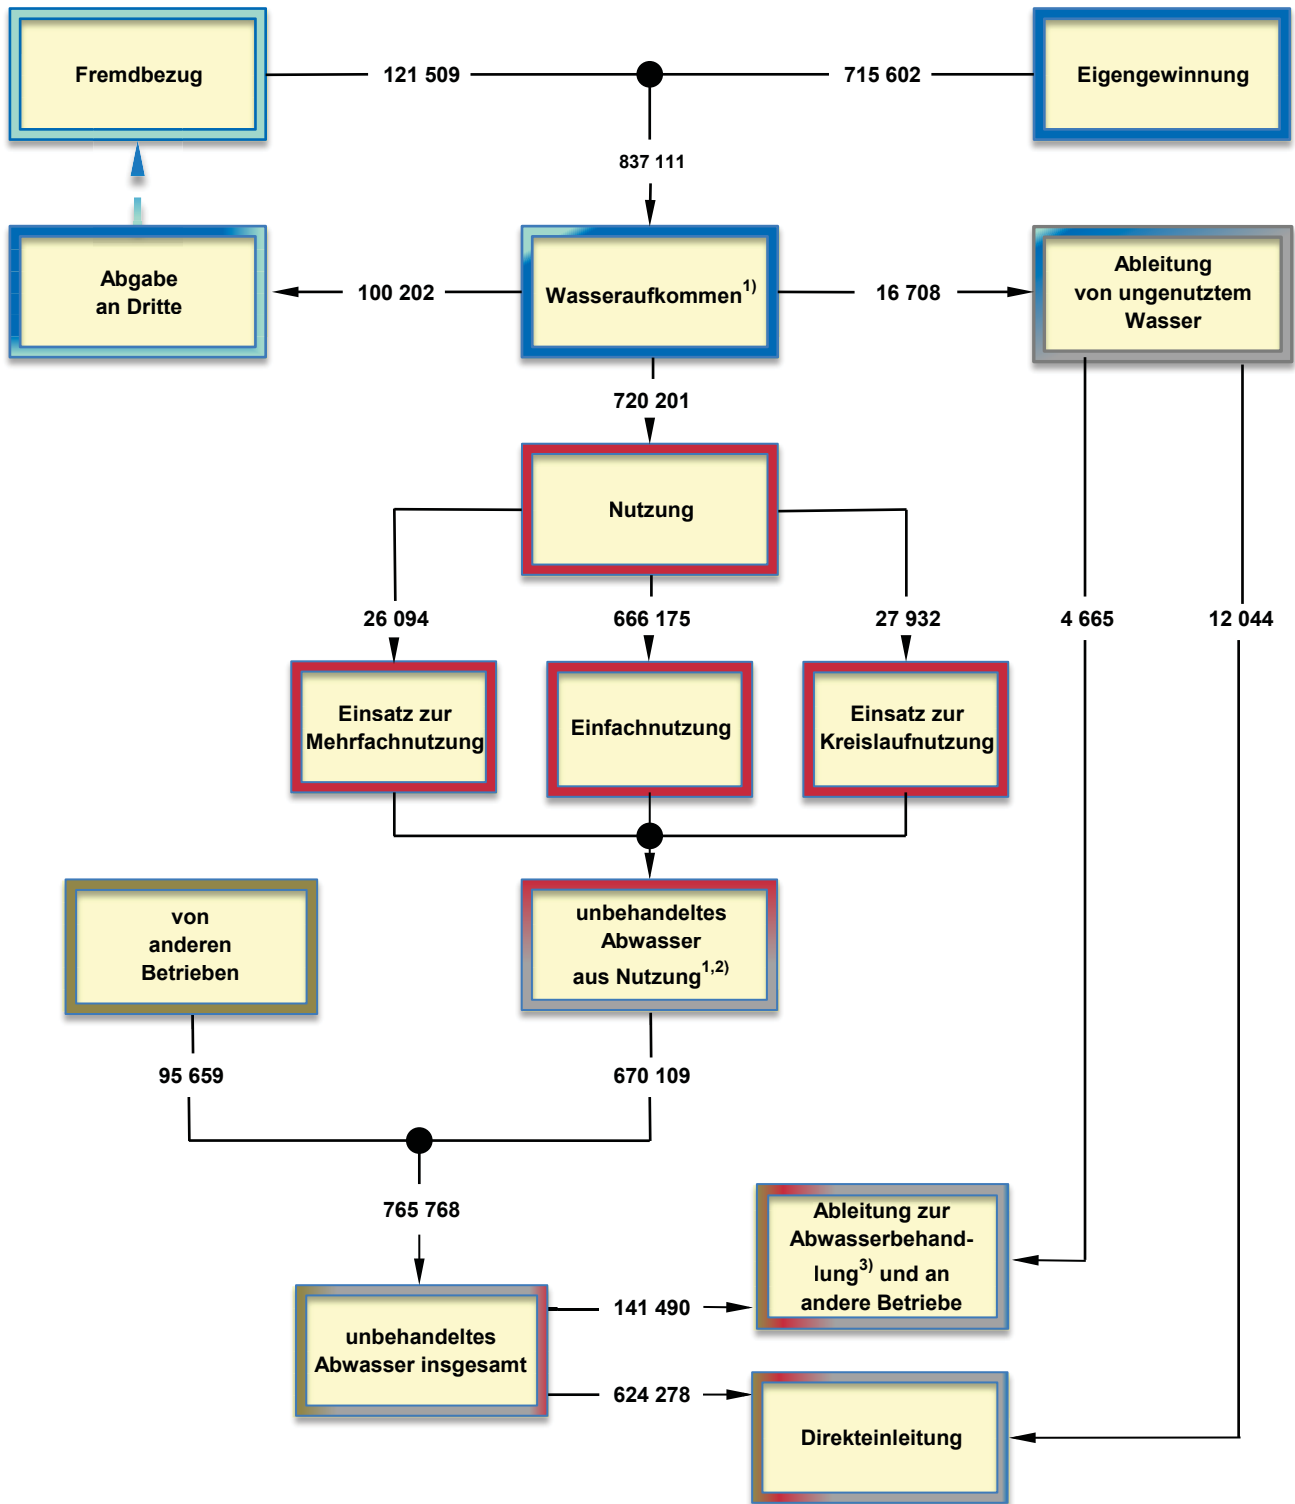 Fremdbezug
121 509
715 602
Eigengewinnung
837 111
Abgabe
an Dritte
100 202
Wasseraufkommen1)
16 708
Ableitung
von ungenutztem
Wasser
720 201
Nutzung
26 094
666 175
27 932
4 665
12 044
Einsatz zur
Mehrfachnutzung
Einfachnutzung
Einsatz zur
Kreislaufnutzung
von
anderen
Betrieben
unbehandeltes
Abwasser
aus Nutzung1,2)
95 659
670 109
765 768
Ableitung zur
Abwasserbehand-
lung3) und an
andere Betriebe
unbehandeltes
Abwasser insgesamt
141 490
624 278
Direkteinleitung